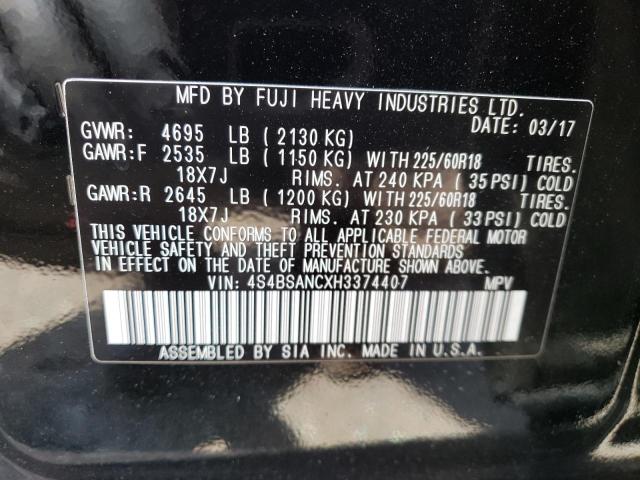 MFD BY FUJI HEAVY INDUSTRIES LTD.
DATE: 03/17
GVWR: 4695 LB (2130 KG)
GAWR:F 2535 LB (1150 KG) WITH 225/60R18 TIRES.
18X7J RIMS. AT 240 KPA (35 PSI) COLD
GAWR:R 2645 LB (1200 KG) WITH 225/60R18 TIRES.
18X7J RIMS. AT 230 KPA (33 PSI) COLD
THIS VEHICLE CONFORMS TO ALL APPLICABLE FEDERAL MOTOR
VEHICLE SAFETY AND THEFT PREVENTION STANDARDS
IN EFFECT ON THE DATE OF MANUFACTURE SHOWN ABOVE.
VIN: 4S4BSANCXH3374407 MPV
ASSEMBLED BY SIA INC. MADE IN U.S.A.